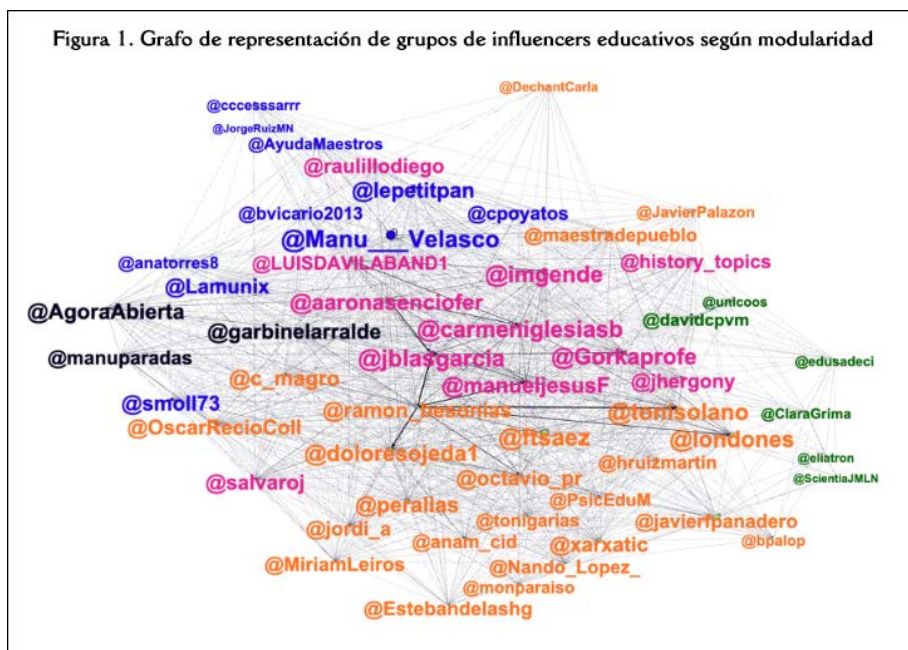 Figura 1. Grafo de representación de grupos de influencers educativos según modularidad
@DechantCarla
@cccesssarrr
@JorgeRuizMN
@AyudaMaestros
@raulillodiego
@lepetitpan
@bvicario2013
@cpoyatos
@JavierPalazon
@Manu___Velasco
@maestradepueblo
@anatorres8
@LUISDAVILABAND1
@imgende
@history_topics
@Lamunix
@aaronasenciofer
@unicoos
@AgoraAbierta
@davidcpvm
@garbinelarralde
@carmeniglesiasb
@manuparadas
@jblasgarcia
@Gorkaprofe
@edusadeci
@c_magro
@manueljesusF
@jhergony
@smoll73
@ramon_besonias
@tonisolano
@ClaraGrima
@OscarRecioColl
@ftsaez
@londones
@doloresojeda1
@eliatron
@hruizmartin
@salvaroj
@octavio_pr
@ScientiaJMLN
@peralias
@PsicEduM
@jordi_a
@tonigarias
@javierfpanadero
@anam_cid
@xarxatic
@bpalop
@MiriamLeiros
@Nando_Lopez_
@monparaiso
@Estebandelashg